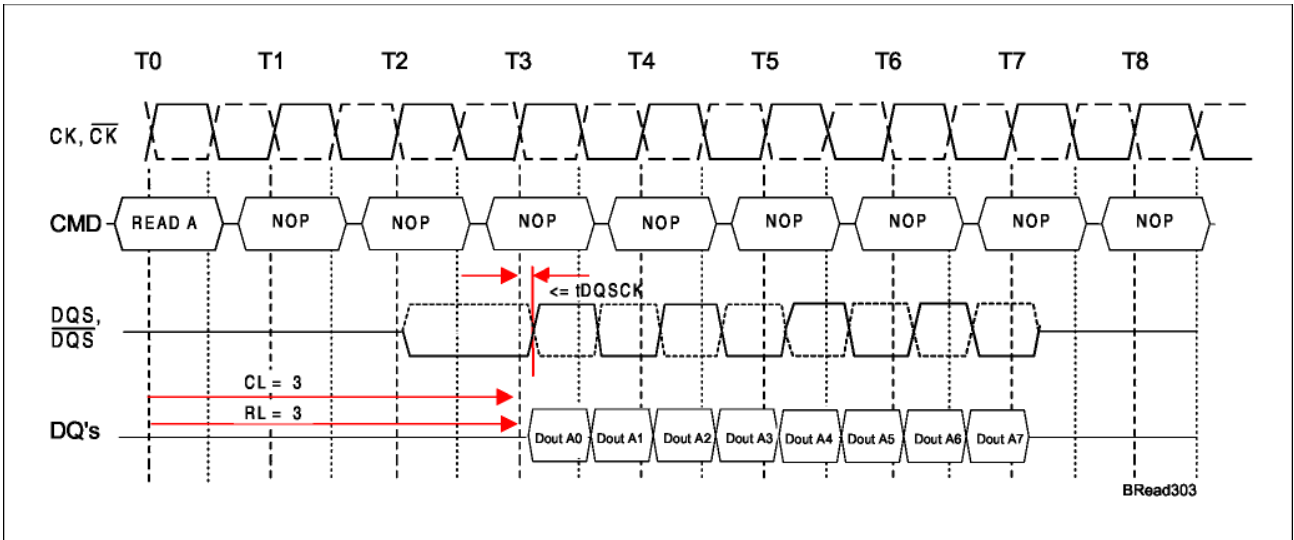 T0 T1 T2 T3 T4 T5 T6 T7 T8
CK, C̅K̅
CMD READ A NOP NOP NOP NOP NOP NOP NOP NOP
<= tDQSCK
DQS,
D̅Q̅S̅
CL = 3
RL = 3
DQ's Dout A0 Dout A1 Dout A2 Dout A3 Dout A4 Dout A5 Dout A6 Dout A7
BRead303